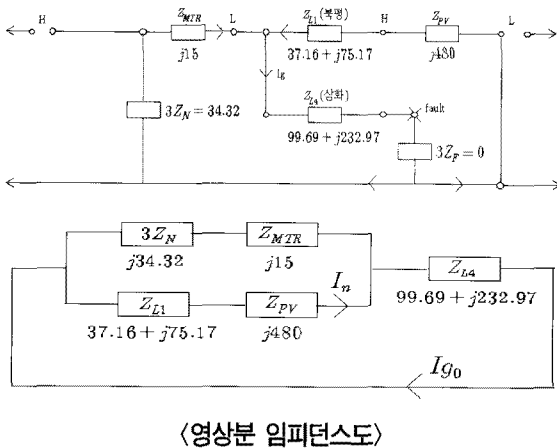 H Z_MTR L Z_L1(북평) H Z_PV L
j15 37.16+j75.17 j480
Ig
Z_L4(삼화) fault
3Z_N=34.32
99.69+j232.97 3Z_F=0
3Z_N Z_MTR
j34.32 j15 I_n Z_L4
Z_L1 Z_PV 99.69+j232.97
37.16+j75.17 j480
Ig_0
<영상분 임피던스도>